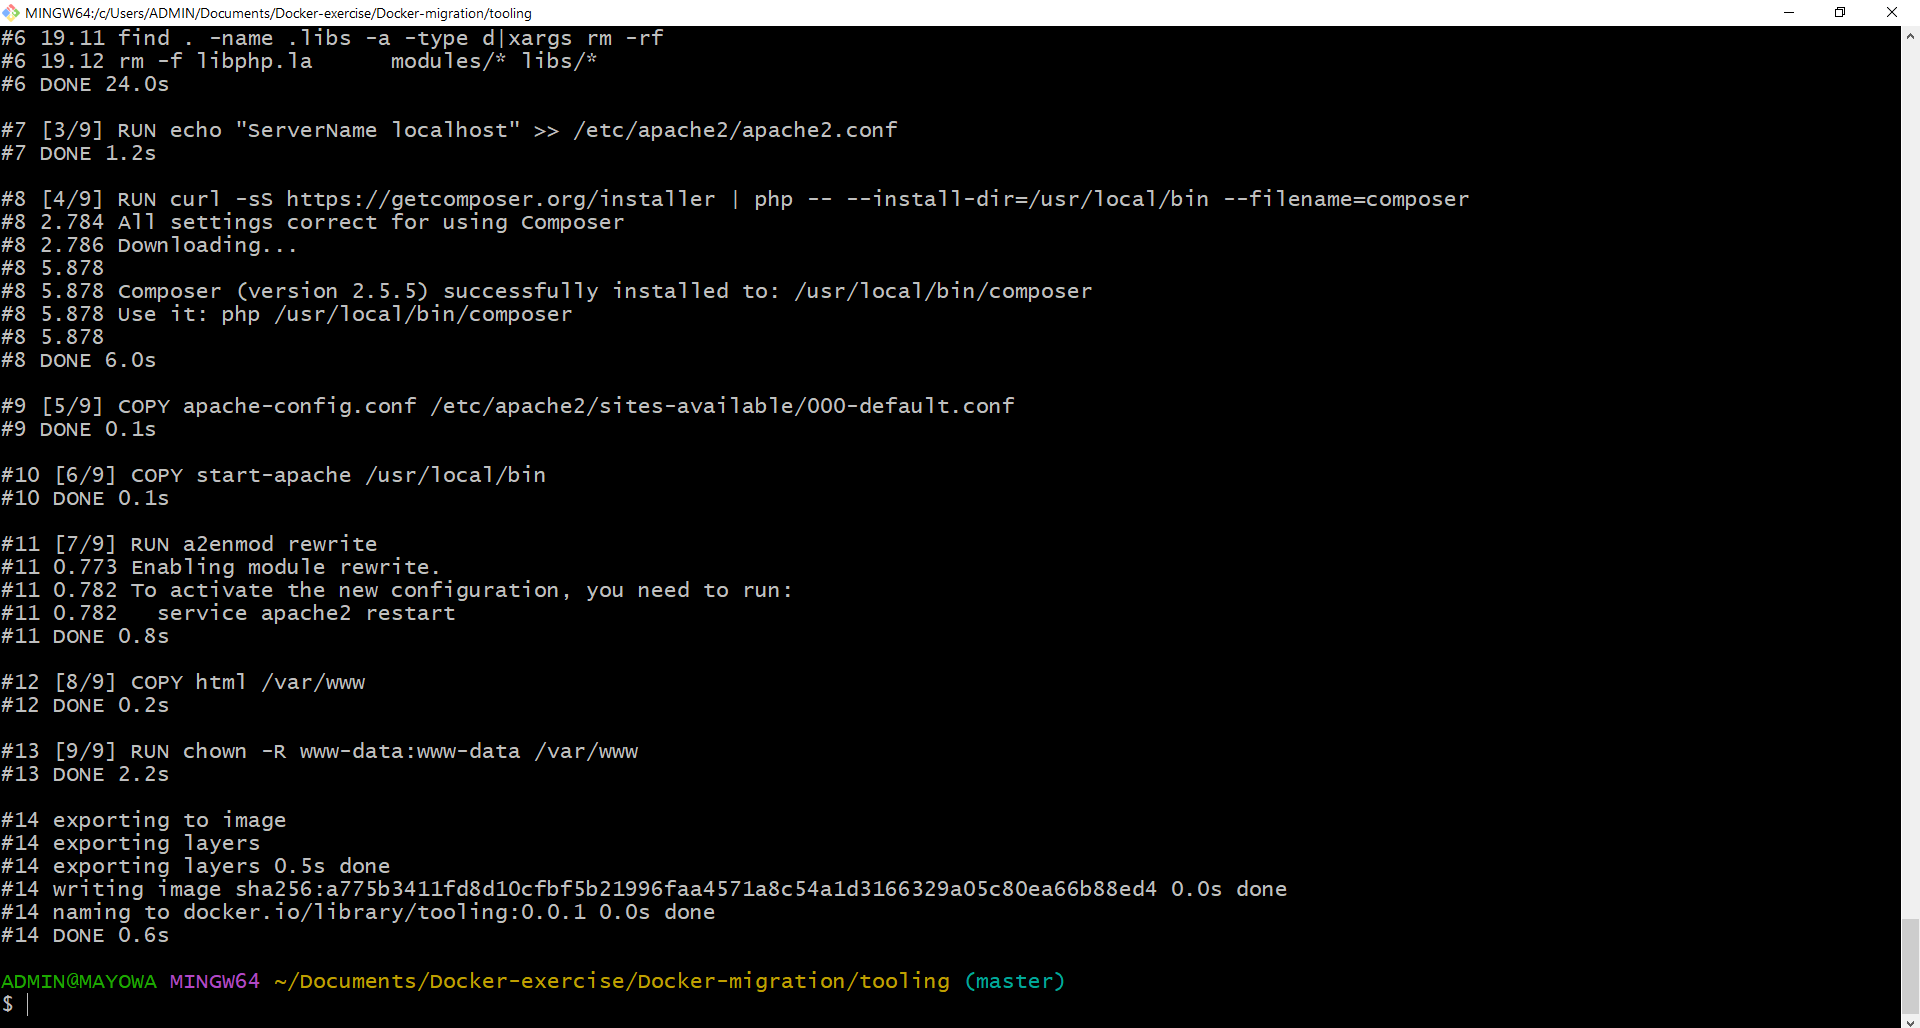 MINGW64:/c/Users/ADMIN/Documents/Docker-exercise/Docker-migration/tooling
#6 19.11 find . -name .libs -a -type d|xargs rm -rf
#6 19.12 rm -f libphp.la      modules/* libs/*
#6 DONE 24.0s

#7 [3/9] RUN echo "ServerName localhost" >> /etc/apache2/apache2.conf
#7 DONE 1.2s

#8 [4/9] RUN curl -sS https://getcomposer.org/installer | php -- --install-dir=/usr/local/bin --filename=composer
#8 2.784 All settings correct for using Composer
#8 2.786 Downloading...
#8 5.878
#8 5.878 Composer (version 2.5.5) successfully installed to: /usr/local/bin/composer
#8 5.878 Use it: php /usr/local/bin/composer
#8 5.878
#8 DONE 6.0s

#9 [5/9] COPY apache-config.conf /etc/apache2/sites-available/000-default.conf
#9 DONE 0.1s

#10 [6/9] COPY start-apache /usr/local/bin
#10 DONE 0.1s

#11 [7/9] RUN a2enmod rewrite
#11 0.773 Enabling module rewrite.
#11 0.782 To activate the new configuration, you need to run:
#11 0.782   service apache2 restart
#11 DONE 0.8s

#12 [8/9] COPY html /var/www
#12 DONE 0.2s

#13 [9/9] RUN chown -R www-data:www-data /var/www
#13 DONE 2.2s

#14 exporting to image
#14 exporting layers
#14 exporting layers 0.5s done
#14 writing image sha256:a775b3411fd8d10cfbf5b21996faa4571a8c54a1d3166329a05c80ea66b88ed4 0.0s done
#14 naming to docker.io/library/tooling:0.0.1 0.0s done
#14 DONE 0.6s

ADMIN@MAYOWA MINGW64 ~/Documents/Docker-exercise/Docker-migration/tooling (master)
$